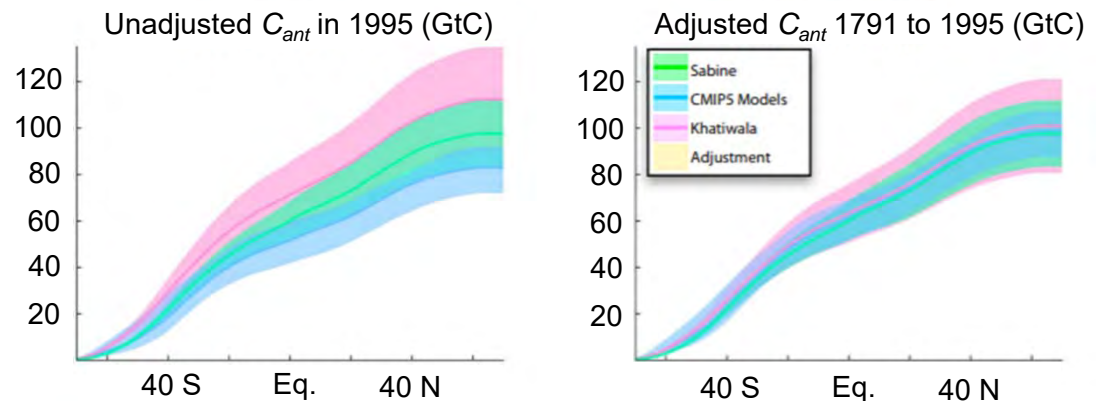 Unadjusted Cant in 1995 (GtC)
120
100
80
60
40
20
40 S Eq. 40 N
Adjusted Cant 1791 to 1995 (GtC)
120
100
80
60
40
20
40 S Eq. 40 N
Sabine
CMIP5 Models
Khatiwala
Adjustment